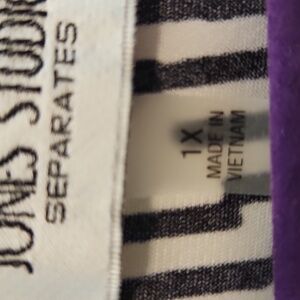 JONES STUDIO
SEPARATES
1X
MADE IN
VIETNAM